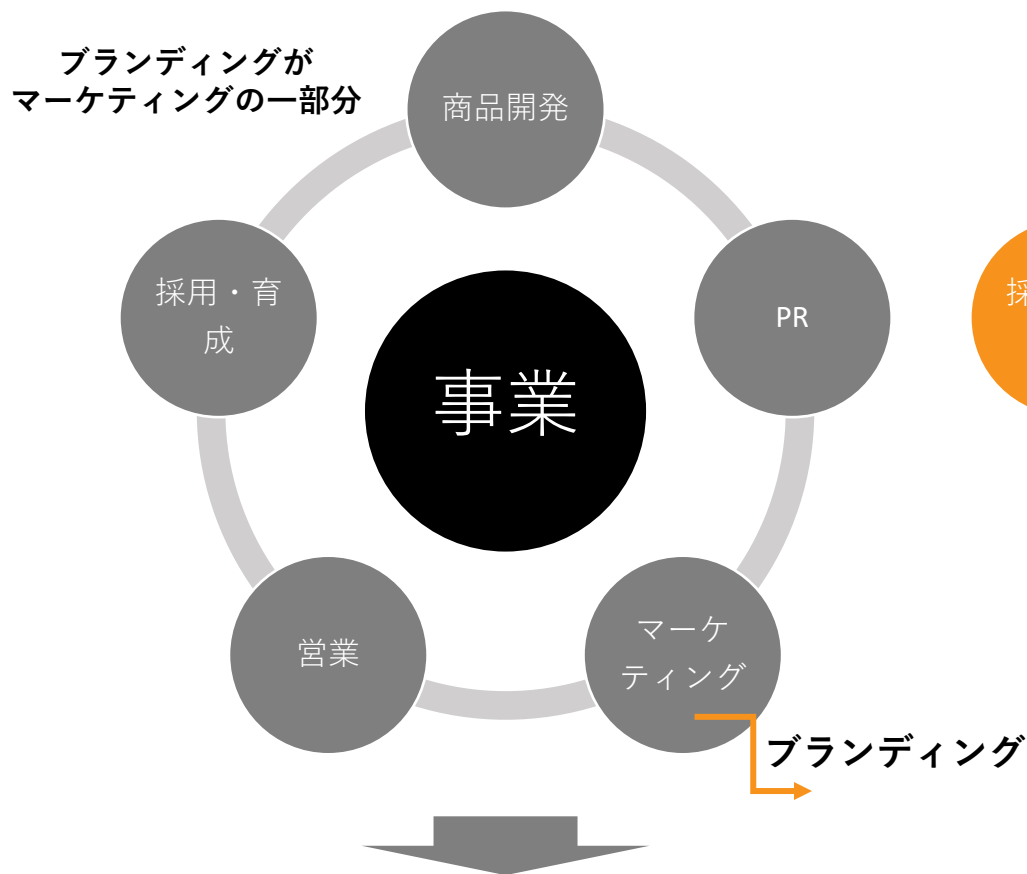 ブランディングが
マーケティングの一部分
商品開発
採用・育
成
PR
採
事業
営業
マーケ
ティング
ブランディング